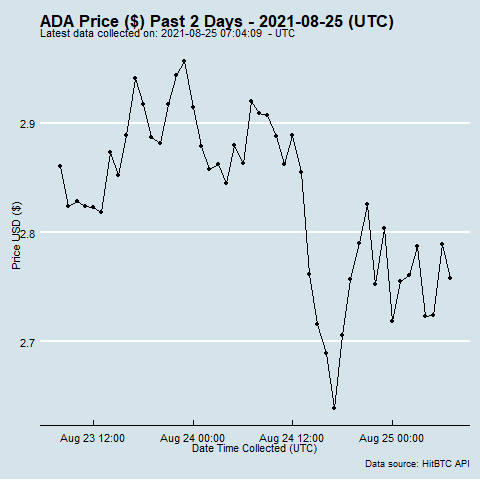 ADA Price ($) Past 2 Days - 2021-08-25 (UTC)
Latest data collected on: 2021-08-25 07:04:09 - UTC
2.9
2.8
2.7
Price USD ($)
Aug 23 12:00 Aug 24 00:00 Aug 24 12:00 Aug 25 00:00
Date Time Collected (UTC)
Data source: HitBTC API